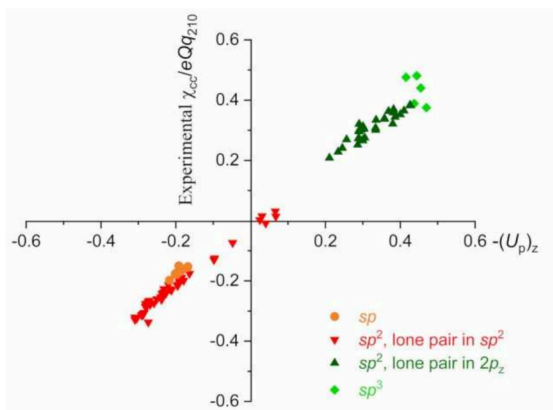 Experimental χcc/eQq210
0.6
0.4
0.2
-0.6 -0.4 -0.2 0 0.2 0.4 0.6 -(Up)z
-0.2
-0.4
-0.6
sp
sp2, lone pair in sp2
sp2, lone pair in 2pz
sp3